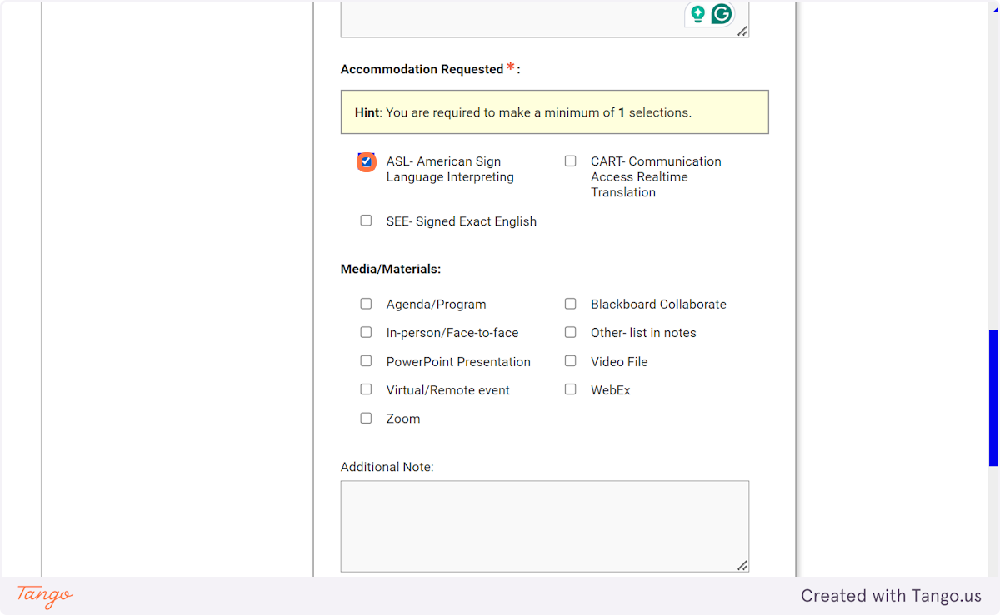 Accommodation Requested *:
Hint: You are required to make a minimum of 1 selections.
ASL- American Sign
Language Interpreting
CART- Communication
Access Realtime
Translation
SEE- Signed Exact English
Media/Materials:
Agenda/Program
Blackboard Collaborate
In-person/Face-to-face
Other- list in notes
PowerPoint Presentation
Video File
Virtual/Remote event
WebEx
Zoom
Additional Note:
Tango
Created with Tango.us